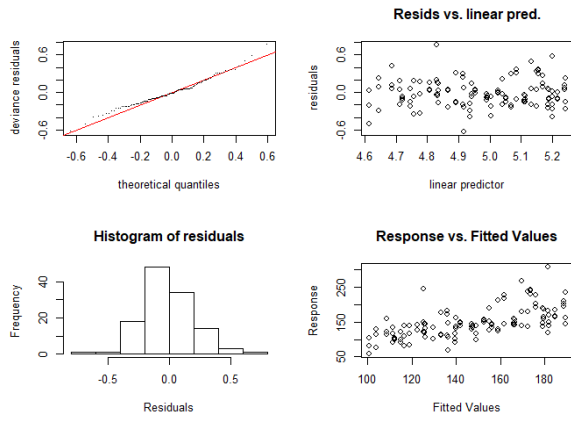 deviance residuals
-0.6
0.0
0.6
-0.6 -0.4 -0.2 0.0 0.2 0.4 0.6
theoretical quantiles
Resids vs. linear pred.
residuals
-0.6
0.0
0.6
4.6 4.7 4.8 4.9 5.0 5.1 5.2
linear predictor
Histogram of residuals
Frequency
0
20
40
-0.5 0.0 0.5
Residuals
Response vs. Fitted Values
Response
50
150
250
100 120 140 160 180
Fitted Values